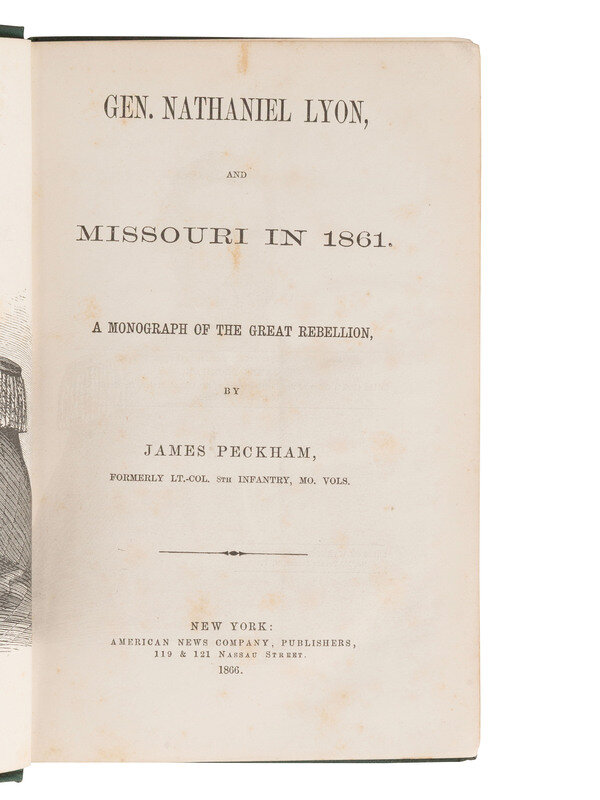 GEN. NATHANIEL LYON,
AND
MISSOURI IN 1861.
A MONOGRAPH OF THE GREAT REBELLION,
BY
JAMES PECKHAM,
FORMERLY LT.-COL. 8TH INFANTRY, MO. VOLS.
NEW YORK:
AMERICAN NEWS COMPANY, PUBLISHERS,
119 & 121 NASSAU STREET.
1866.